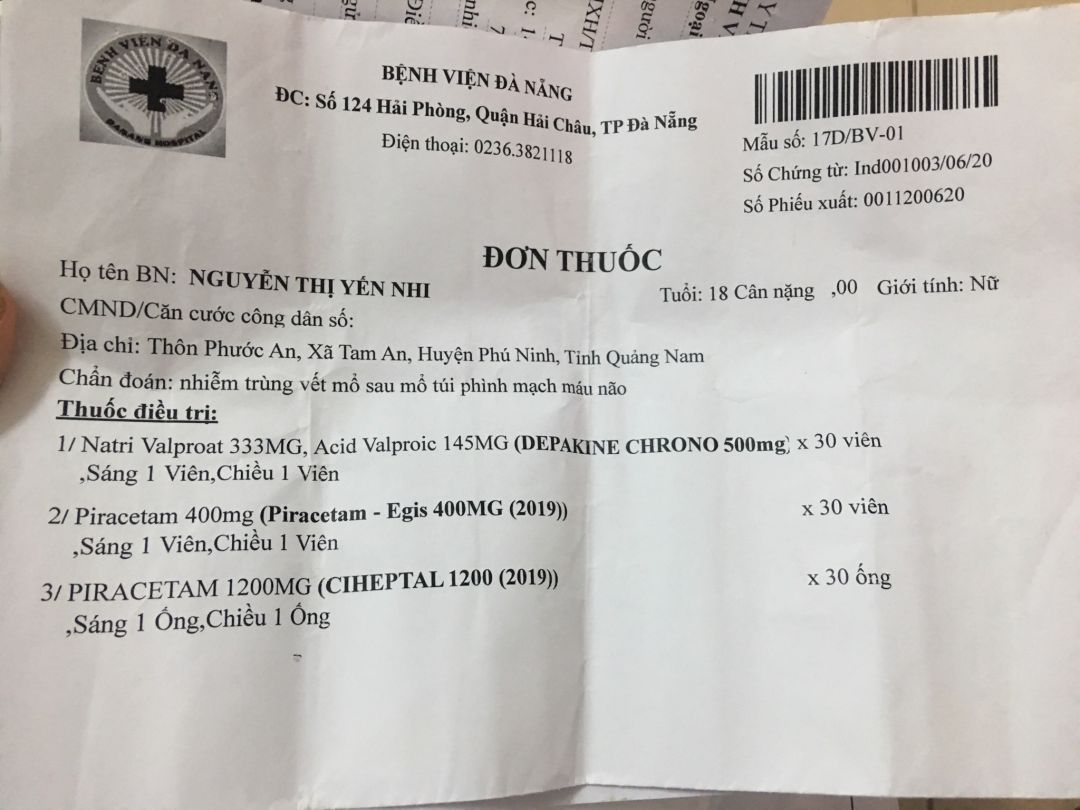 BỆNH VIỆN ĐA NANG
DANANG HOSPITAL
BỆNH VIỆN ĐÀ NẴNG
ĐC: Số 124 Hải Phòng, Quận Hải Châu, TP Đà Nẵng
Điện thoại: 0236.3821118
Mẫu số: 17D/BV-01
Số Chứng từ: Ind001003/06/20
Số Phiếu xuất: 0011200620
ĐƠN THUỐC
Họ tên BN: NGUYỄN THỊ YẾN NHI
Tuổi: 18 Cân nặng ,00 Giới tính: Nữ
CMND/Căn cước công dân số:
Địa chỉ: Thôn Phước An, Xã Tam An, Huyện Phú Ninh, Tỉnh Quảng Nam
Chẩn đoán: nhiễm trùng vết mổ sau mổ túi phình mạch máu não
Thuốc điều trị:
1/ Natri Valproat 333MG, Acid Valproic 145MG (DEPAKINE CHRONO 500mg) x 30 viên
,Sáng 1 Viên,Chiều 1 Viên
2/ Piracetam 400mg (Piracetam - Egis 400MG (2019)) x 30 viên
,Sáng 1 Viên,Chiều 1 Viên
3/ PIRACETAM 1200MG (CIHEPTAL 1200 (2019)) x 30 ống
,Sáng 1 Ống,Chiều 1 Ống